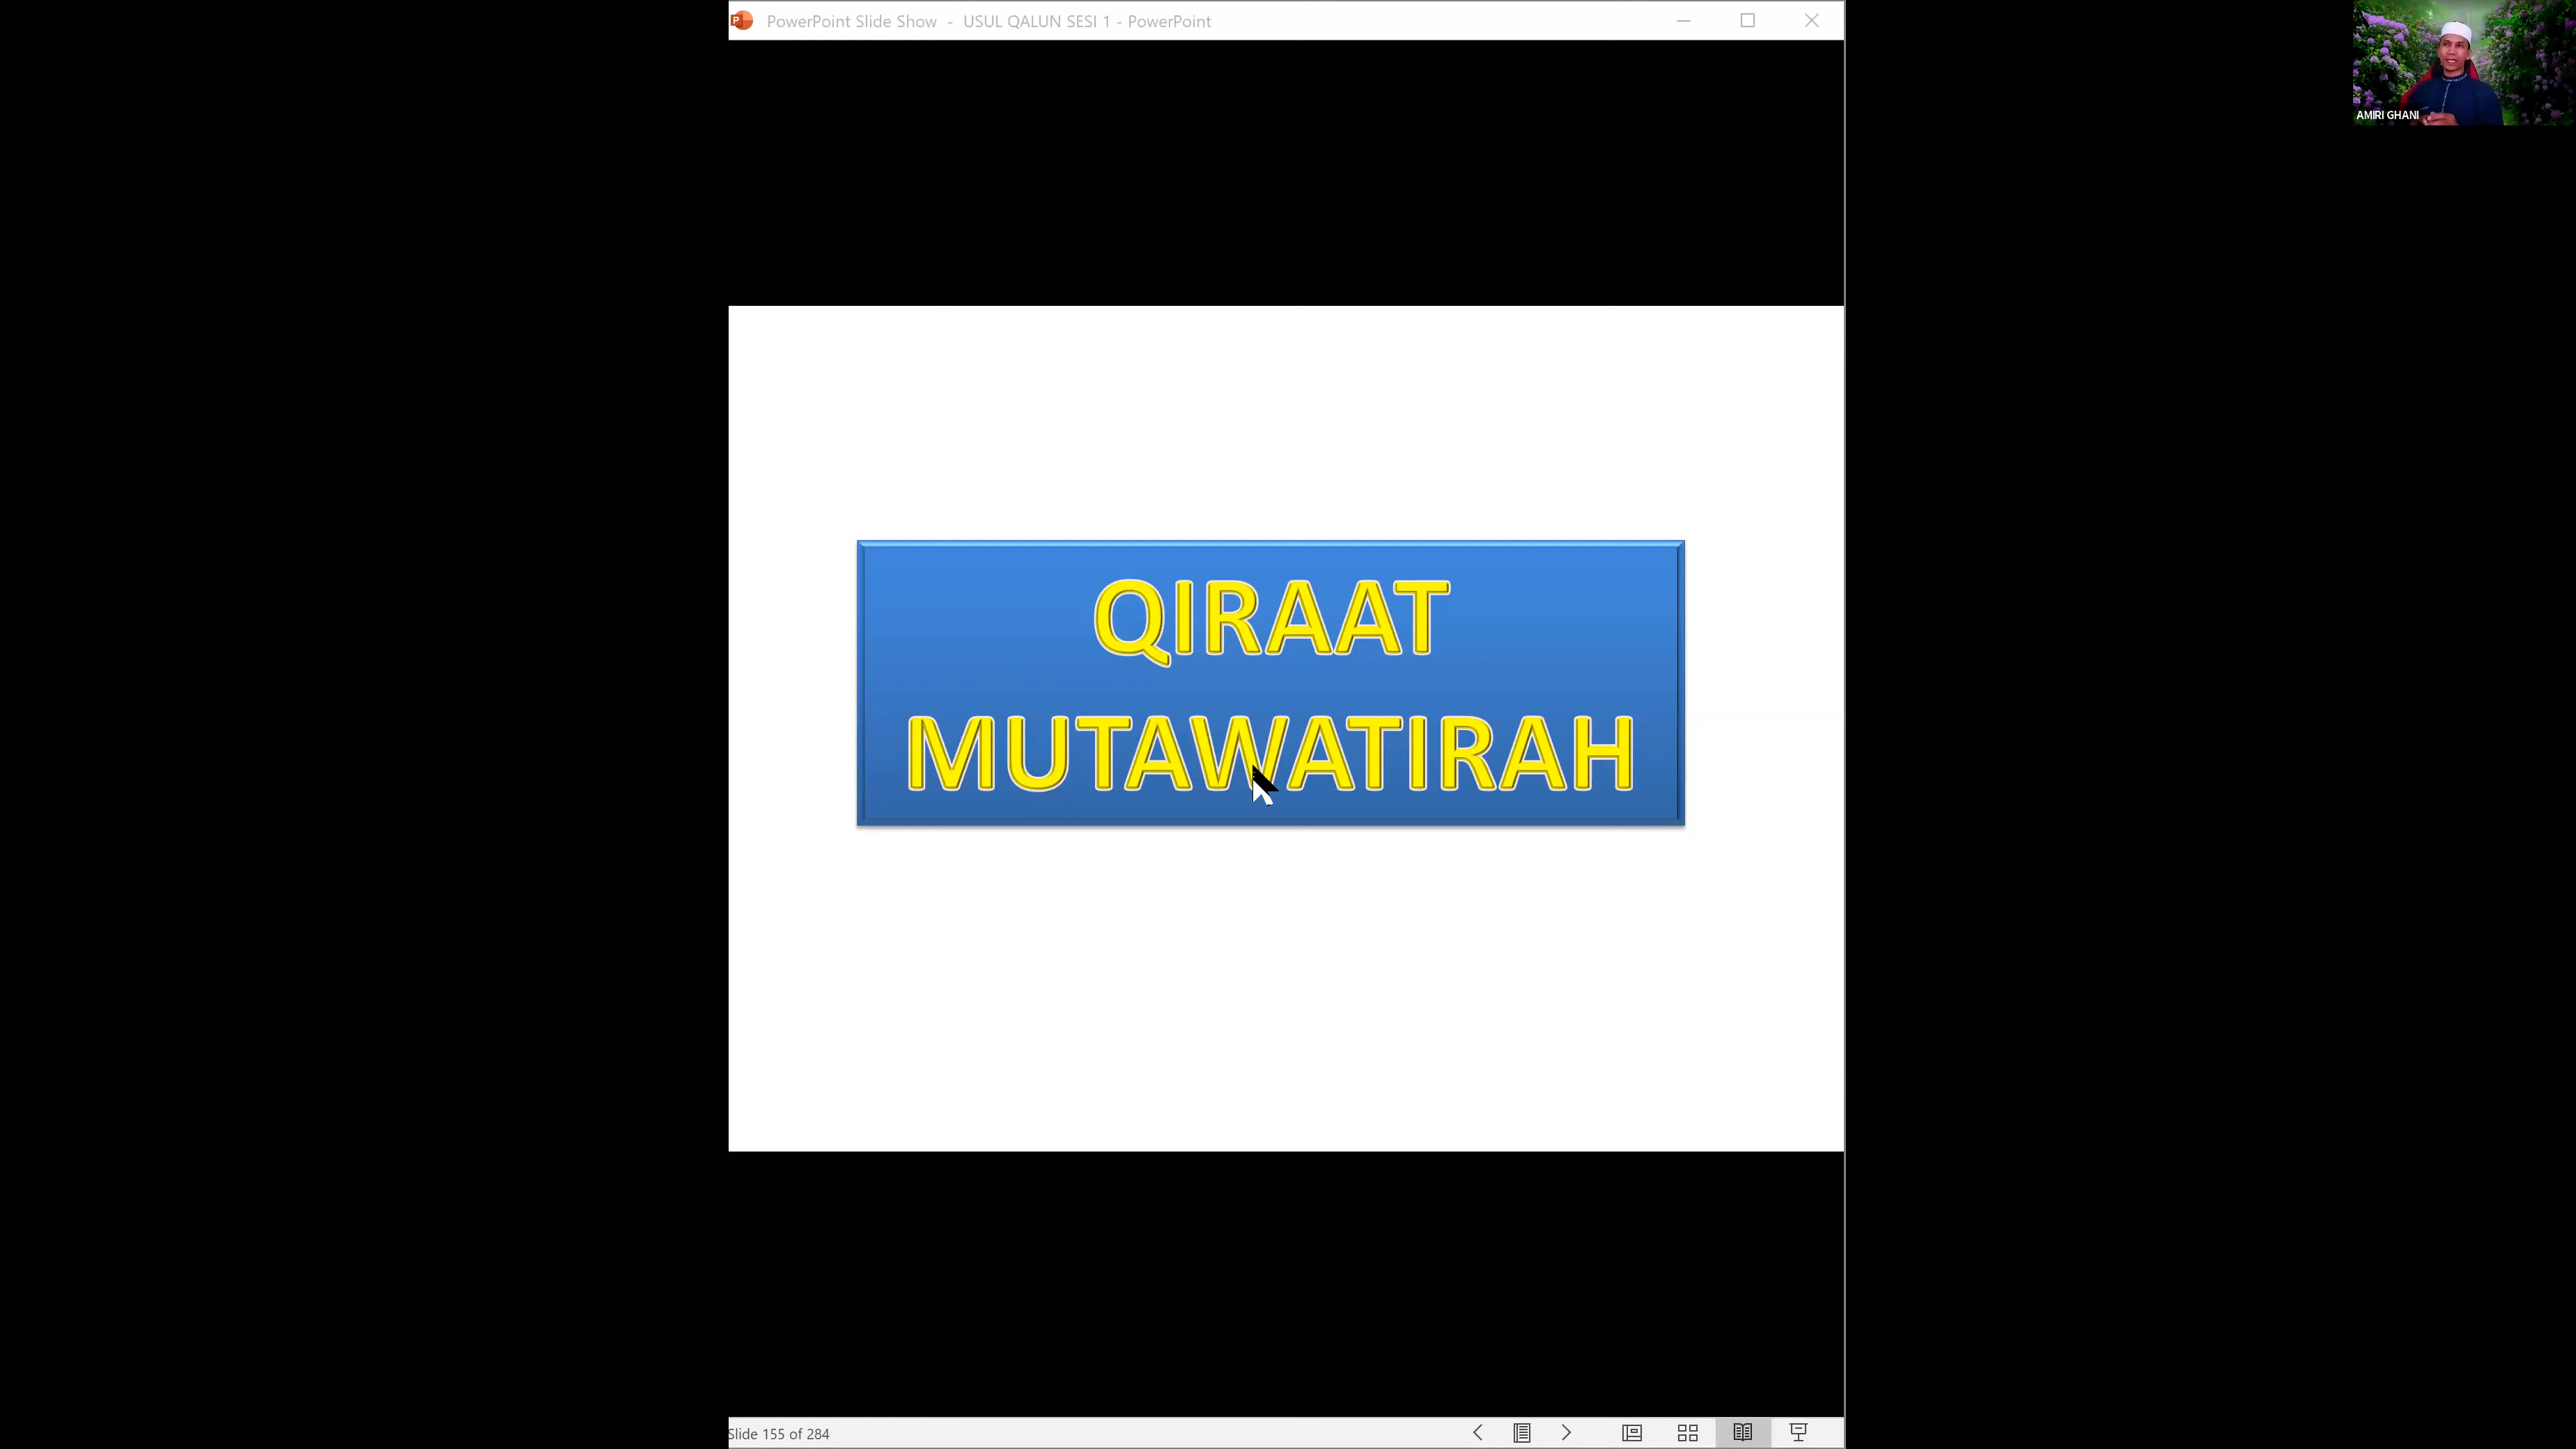 PowerPoint Slide Show - USUL QALUN SESI 1 - PowerPoint
AMIRI GHANI
QIRAAT
MUTAWATIRAH
Slide 155 of 284